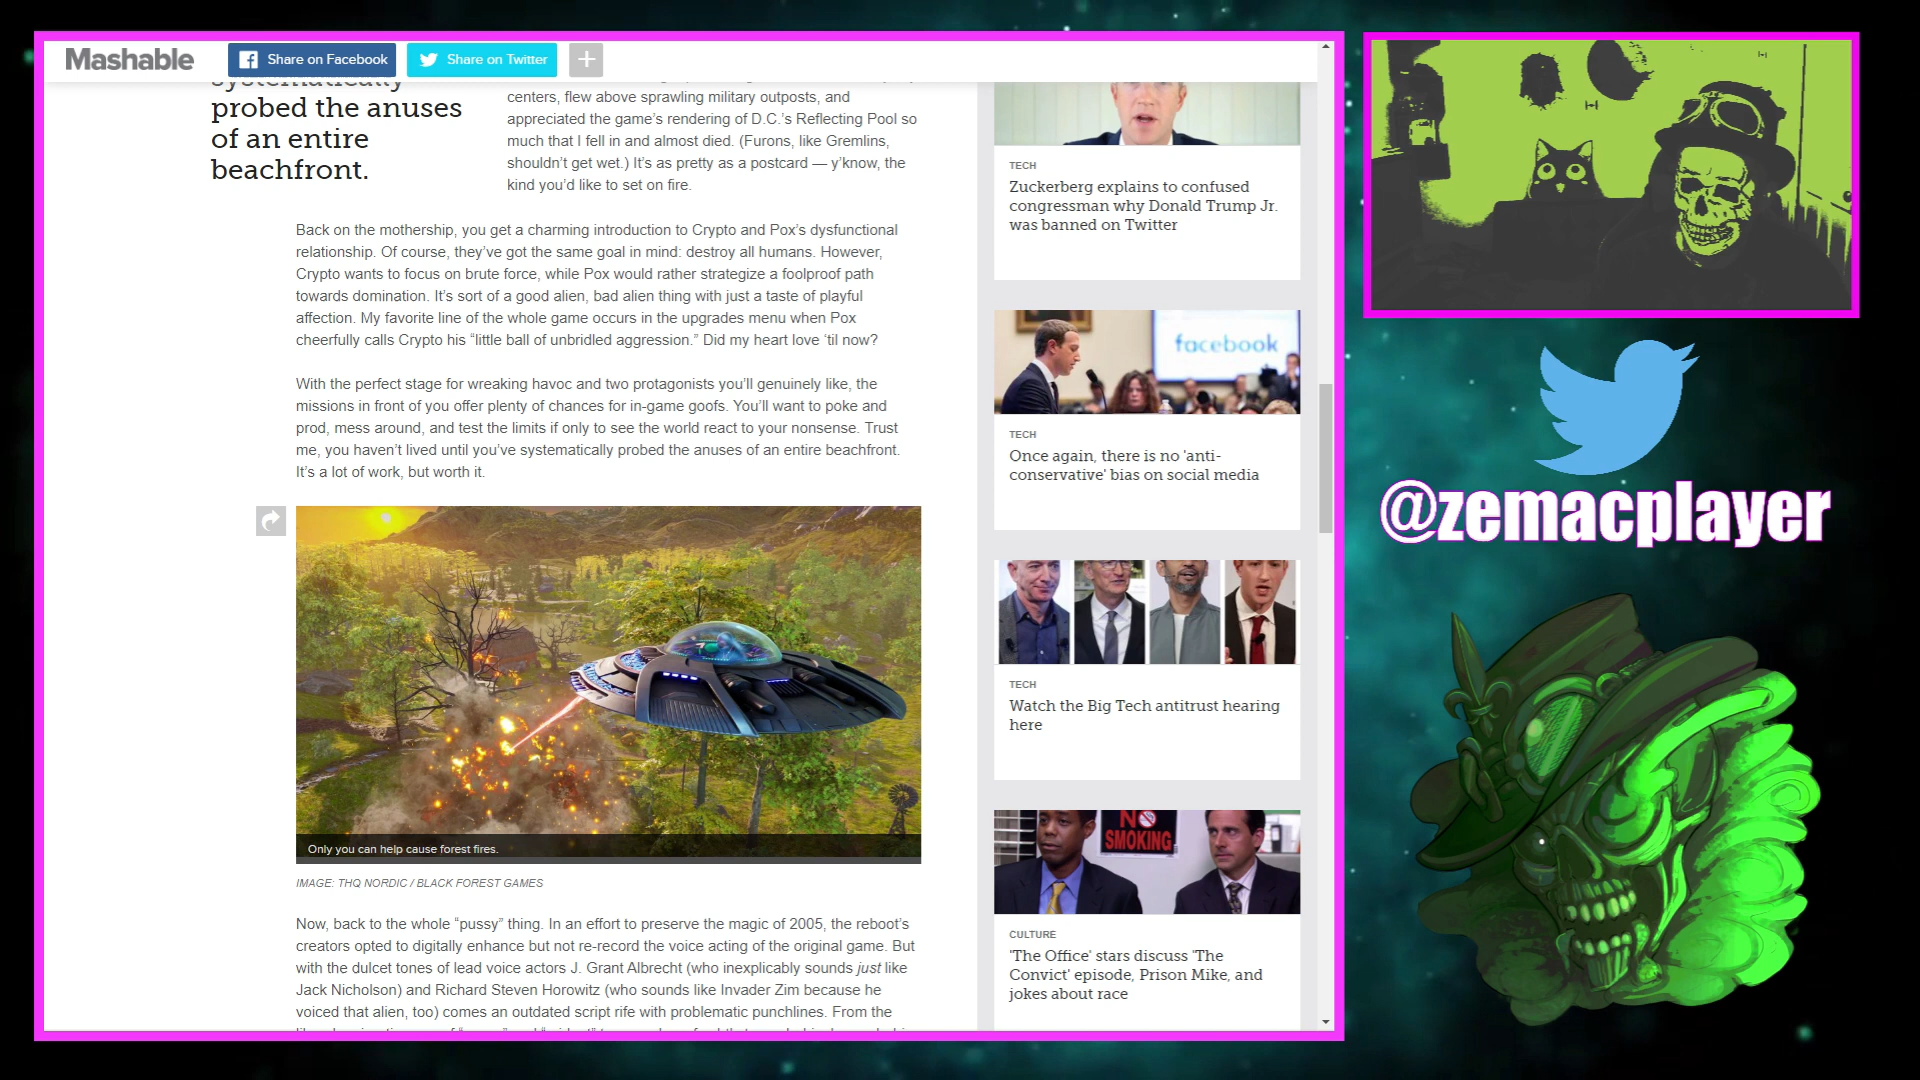 Mashable
Share on Facebook
Share on Twitter
+
systematically
probed the anuses
of an entire
beachfront.
centers, flew above sprawling military outposts, and
appreciated the game’s rendering of D.C.’s Reflecting Pool so
much that I fell in and almost died. (Furons, like Gremlins,
shouldn’t get wet.) It’s as pretty as a postcard — y’know, the
kind you’d like to set on fire.
Back on the mothership, you get a charming introduction to Crypto and Pox’s dysfunctional
relationship. Of course, they’ve got the same goal in mind: destroy all humans. However,
Crypto wants to focus on brute force, while Pox would rather strategize a foolproof path
towards domination. It’s sort of a good alien, bad alien thing with just a taste of playful
affection. My favorite line of the whole game occurs in the upgrades menu when Pox
cheerfully calls Crypto his “little ball of unbridled aggression.” Did my heart love ‘til now?
With the perfect stage for wreaking havoc and two protagonists you’ll genuinely like, the
missions in front of you offer plenty of chances for in-game goofs. You’ll want to poke and
prod, mess around, and test the limits if only to see the world react to your nonsense. Trust
me, you haven’t lived until you’ve systematically probed the anuses of an entire beachfront.
It’s a lot of work, but worth it.
Only you can help cause forest fires.
IMAGE: THQ NORDIC / BLACK FOREST GAMES
Now, back to the whole “pussy” thing. In an effort to preserve the magic of 2005, the reboot’s
creators opted to digitally enhance but not re-record the voice acting of the original game. But
with the dulcet tones of lead voice actors J. Grant Albrecht (who inexplicably sounds just like
Jack Nicholson) and Richard Steven Horowitz (who sounds like Invader Zim because he
voiced that alien, too) comes an outdated script rife with problematic punchlines. From the
TECH
Zuckerberg explains to confused
congressman why Donald Trump Jr.
was banned on Twitter
facebook
TECH
Once again, there is no 'anti-
conservative' bias on social media
TECH
Watch the Big Tech antitrust hearing
here
NO
SMOKING
CULTURE
'The Office' stars discuss 'The
Convict' episode, Prison Mike, and
jokes about race
@zemacplayer